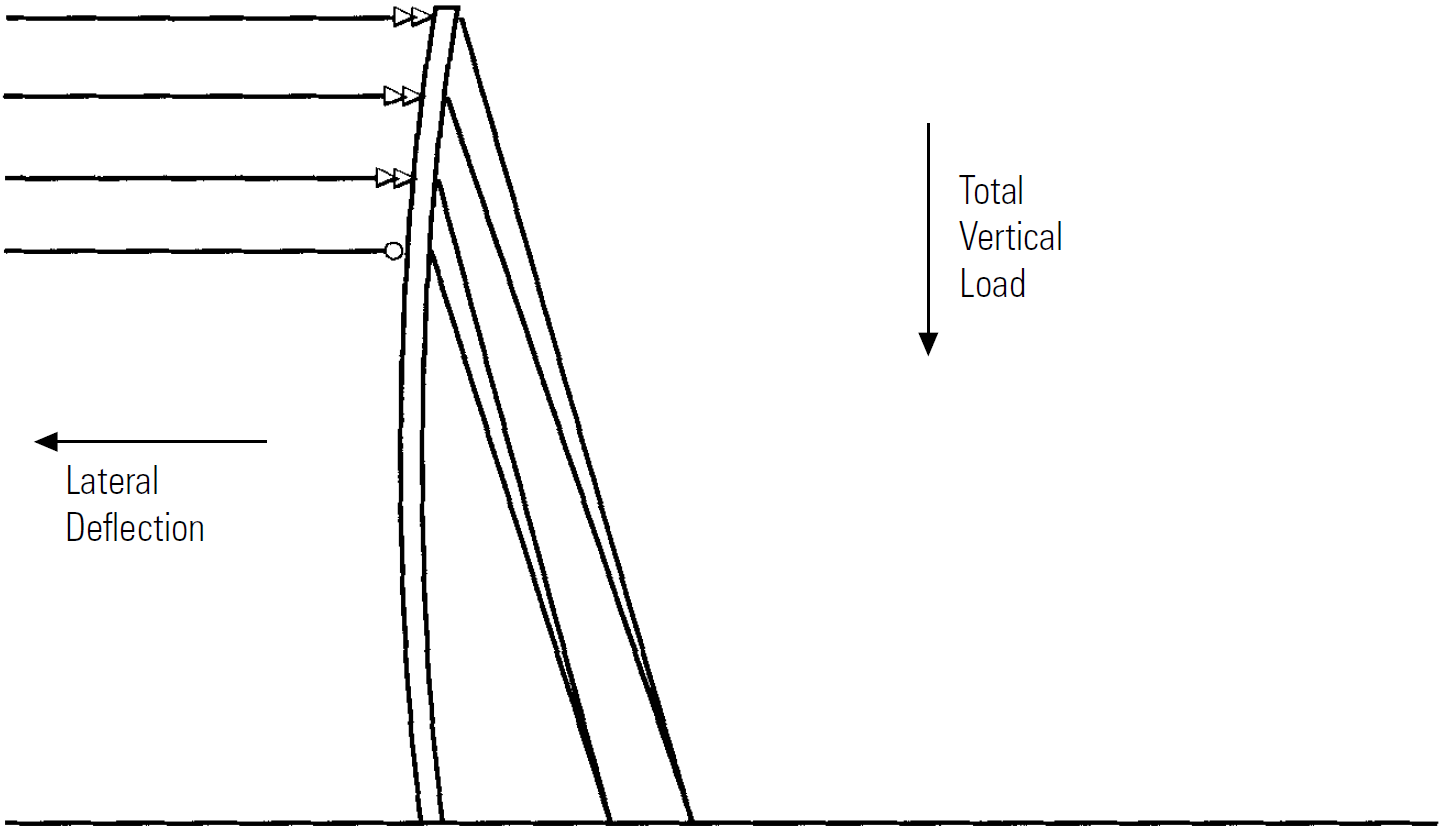 Total
Vertical
Load
Lateral
Deflection